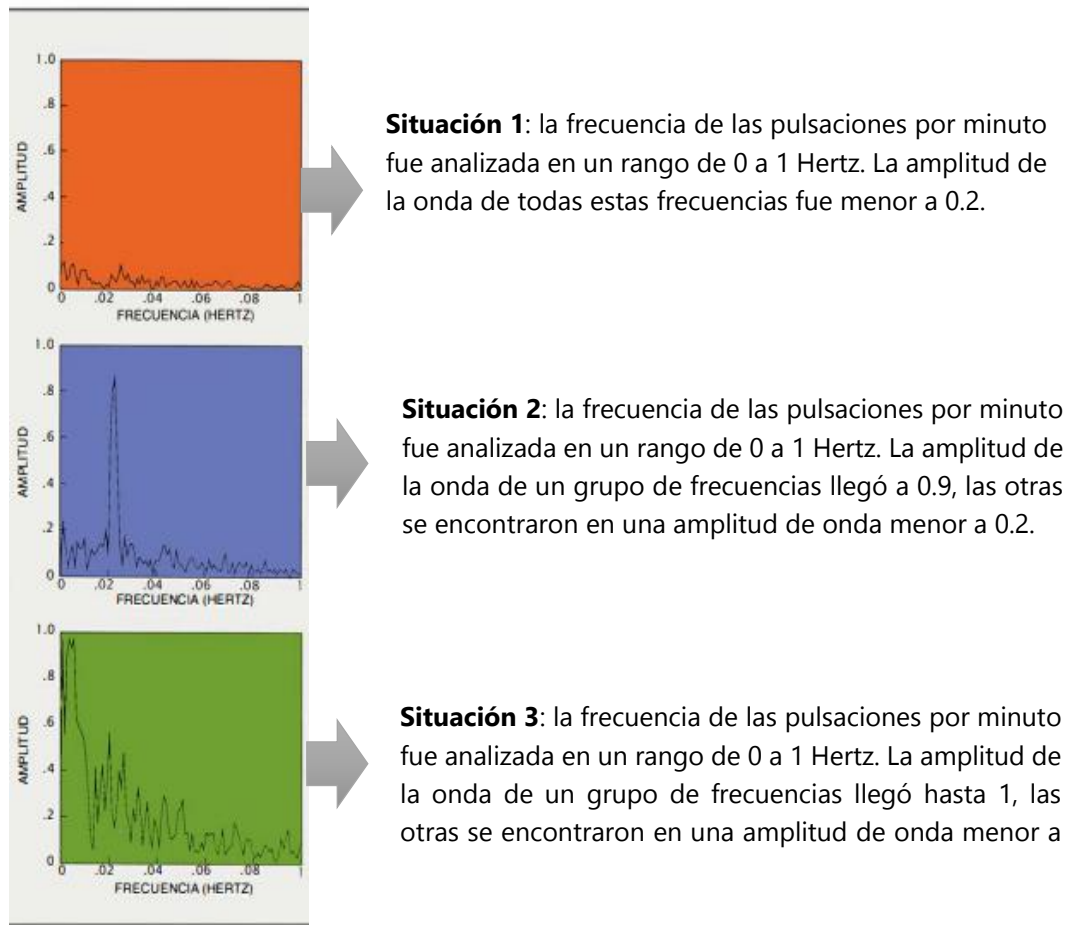 1.0
.8
.6
.4
.2
0
AMPLITUD
0 .02 .04 .06 .08 1
FRECUENCIA (HERTZ)
Situación 1: la frecuencia de las pulsaciones por minuto
fue analizada en un rango de 0 a 1 Hertz. La amplitud de
la onda de todas estas frecuencias fue menor a 0.2.
1.0
.8
.6
.4
.2
0
AMPLITUD
0 .02 .04 .06 .08 1
FRECUENCIA (HERTZ)
Situación 2: la frecuencia de las pulsaciones por minuto
fue analizada en un rango de 0 a 1 Hertz. La amplitud de
la onda de un grupo de frecuencias llegó a 0.9, las otras
se encontraron en una amplitud de onda menor a 0.2.
1.0
.8
.6
.4
.2
0
AMPLITUD
0 .02 .04 .06 .08 1
FRECUENCIA (HERTZ)
Situación 3: la frecuencia de las pulsaciones por minuto
fue analizada en un rango de 0 a 1 Hertz. La amplitud de
la onda de un grupo de frecuencias llegó hasta 1, las
otras se encontraron en una amplitud de onda menor a